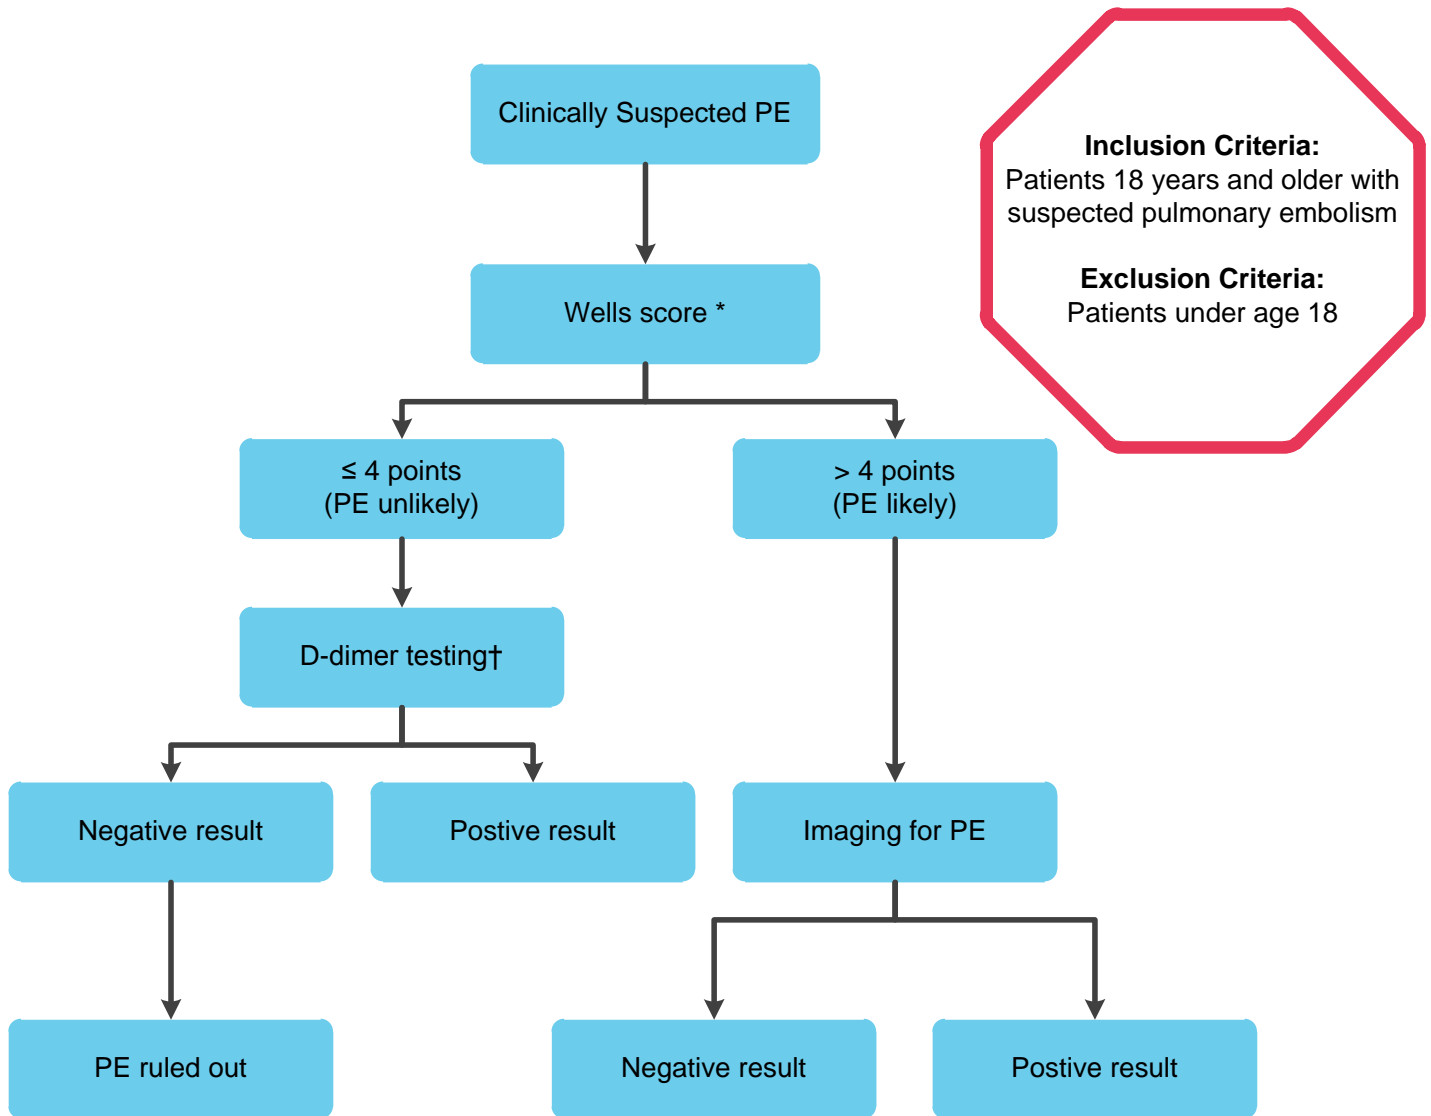 Clinically Suspected PE
Inclusion Criteria:
Patients 18 years and older with
suspected pulmonary embolism
Exclusion Criteria:
Patients under age 18
Wells score *
≤ 4 points
(PE unlikely)
> 4 points
(PE likely)
D-dimer testing†
Negative result
Postive result
Imaging for PE
PE ruled out
Negative result
Postive result